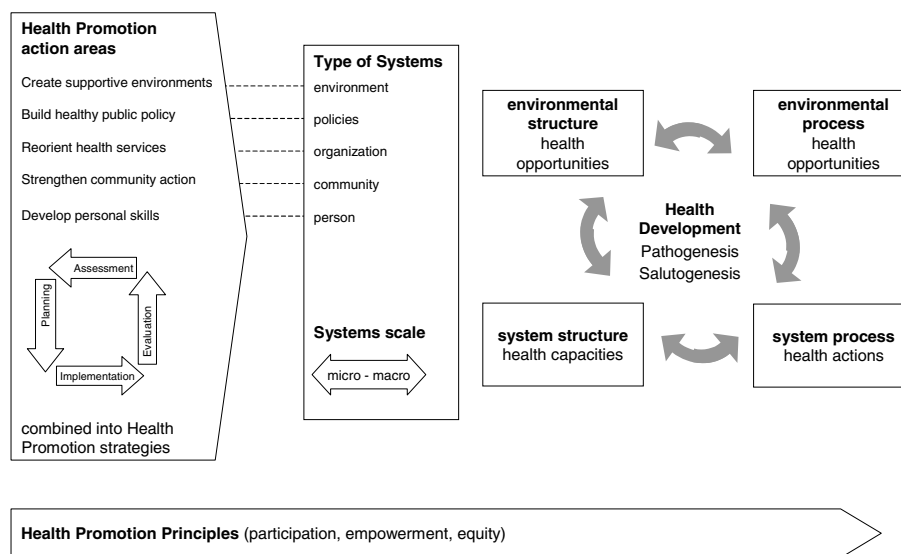 Health Promotion
action areas
Create supportive environments
Build healthy public policy
Reorient health services
Strengthen community action
Develop personal skills
Assessment
Planning
Evaluation
Implementation
combined into Health
Promotion strategies
Type of Systems
environment
policies
organization
community
person
Systems scale
micro - macro
environmental
structure
health
opportunities
environmental
process
health
opportunities
Health
Development
Pathogenesis
Salutogenesis
system structure
health capacities
system process
health actions
Health Promotion Principles (participation, empowerment, equity)